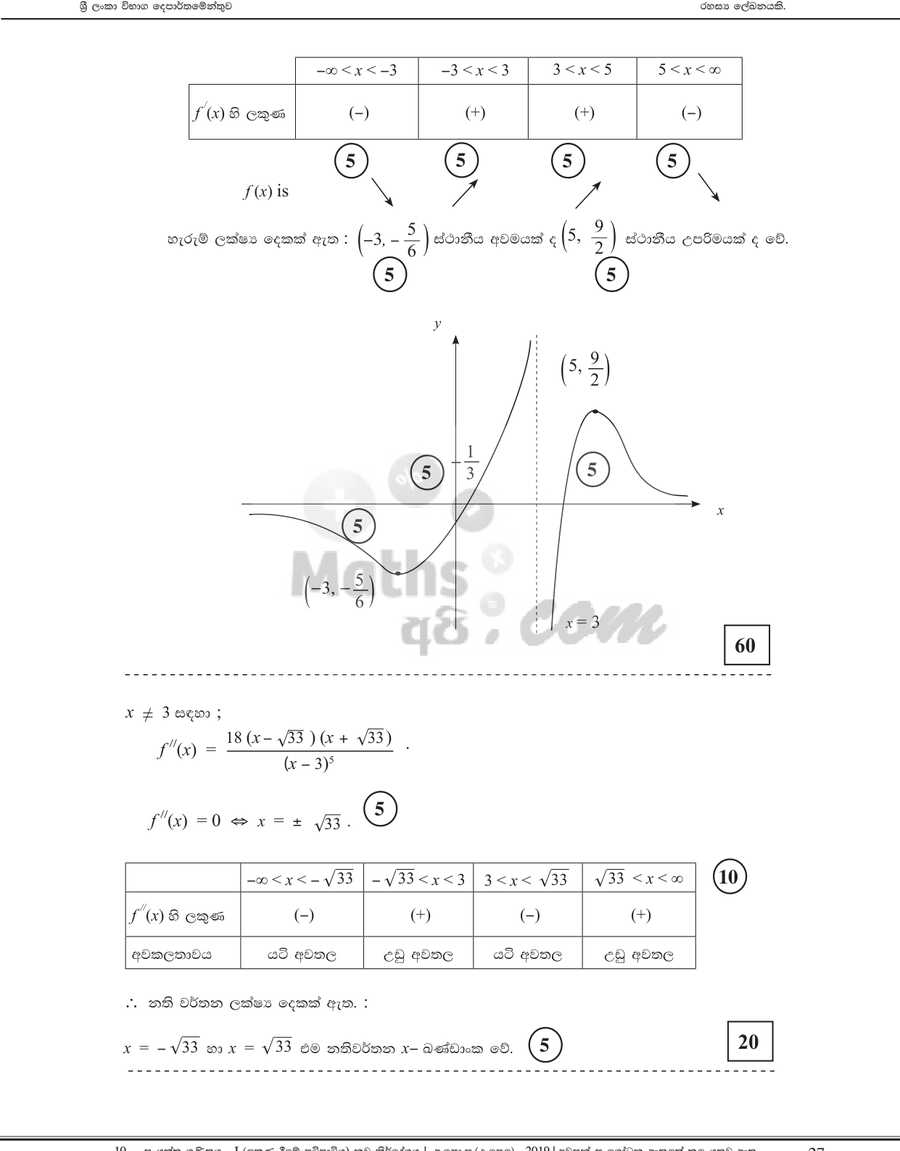 ශ්‍රී ලංකා විභාග දෙපාර්තමේන්තුව රහස්‍ය ලේඛනයකි.
−∞ < x < −3 −3 < x < 3 3 < x < 5 5 < x < ∞
f′(x) හි ලකුණ (−) (+) (+) (−)
5 5 5 5
f (x) is
හැරුම් ලක්ෂ්‍ය දෙකක් ඇත : (−3, − 5/6) ස්ථානීය අවමයක් ද (5, 9/2) ස්ථානීය උපරිමයක් ද වේ.
5 5
y
(5, 9/2)
5 − 1/3 5
x
5
Maths
(−3, − 5/6)
අපි . com
x = 3
60
x ≠ 3 සඳහා ;
f′′(x) = 18 (x − √33 ) (x + √33 ) / (x − 3)⁵ .
f′′(x) = 0 ⇔ x = ± √33 . 5
−∞ < x < − √33 − √33 < x < 3 3 < x < √33 √33 < x < ∞ 10
f′′(x) හි ලකුණ (−) (+) (−) (+)
අවකලතාවය යටි අවතල උඩු අවතල යටි අවතල උඩු අවතල
∴ නති වර්තන ලක්ෂ්‍ය දෙකක් ඇත. :
x = − √33 හා x = √33 එම නතිවර්තන x− ඛණ්ඩාංක වේ. 5 20